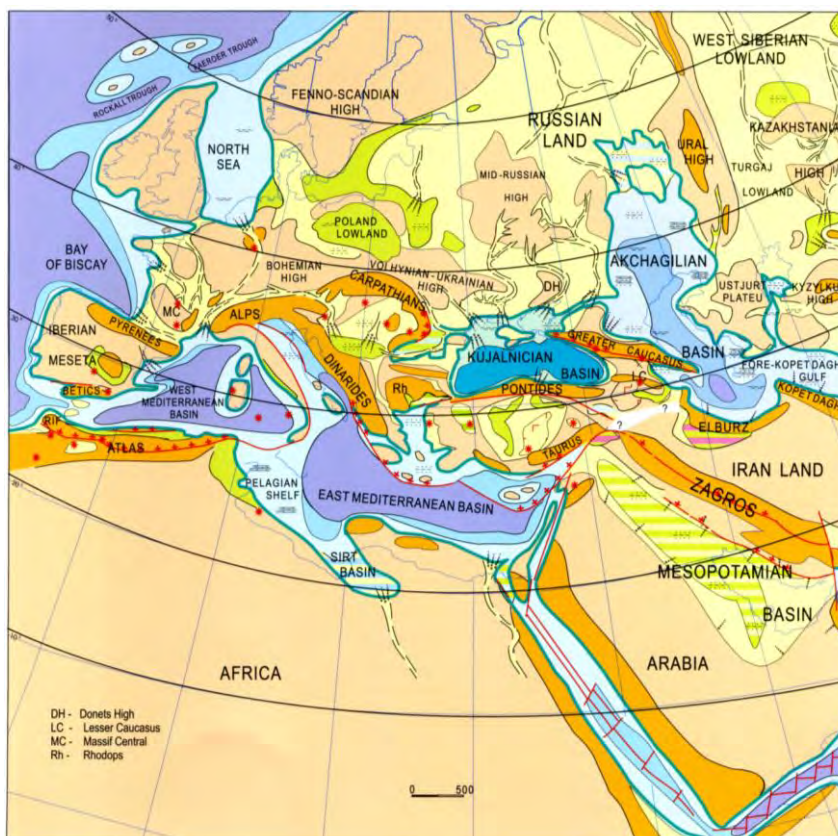 FAERDER TROUGH
ROCKALL TROUGH
FENNO-SCANDIAN
HIGH
WEST SIBERIAN
LOWLAND
RUSSIAN
LAND
KAZAKHSTANIA
HIGH
URAL
HIGH
TURGAJ
LOWLAND
NORTH
SEA
MID-RUSSIAN
HIGH
POLAND
LOWLAND
BAY
OF BISCAY
BOHEMIAN
HIGH
VOLHYNIAN-UKRAINIAN
HIGH
DH
AKCHAGILIAN
BASIN
USTJURT
PLATEU
KYZYLKUM
HIGH
MC
CARPATHIANS
ALPS
PYRENEES
IBERIAN
MESETA
KUJALNICIAN
BASIN
GREATER CAUCASUS
FORE-KOPETDAGH
GULF
KOPETDAGH
DINARIDES
BETICS
WEST
MEDITERRANEAN
BASIN
Rh
PONTIDES
LC
RIF
ATLAS
TAURUS
?
?
ELBURZ
IRAN LAND
PELAGIAN
SHELF
EAST MEDITERRANEAN BASIN
ZAGROS
SIRT
BASIN
MESOPOTAMIAN
BASIN
AFRICA
ARABIA
DH - Donets High
LC - Lesser Caucasus
MC - Massif Central
Rh - Rhodops
0 500